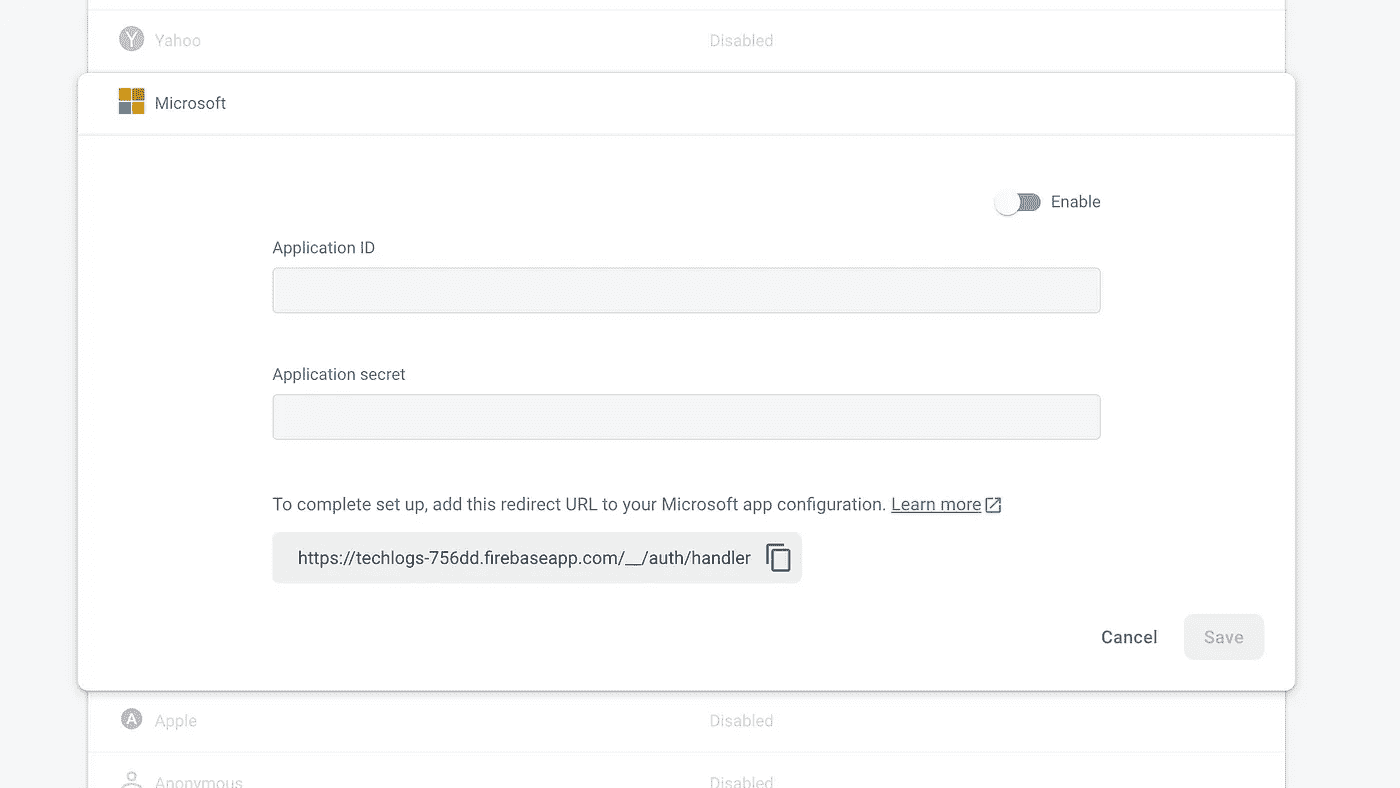 Yahoo Disabled
Microsoft
Enable
Application ID
Application secret
To complete set up, add this redirect URL to your Microsoft app configuration. Learn more
https://techlogs-756dd.firebaseapp.com/__/auth/handler
Cancel Save
Apple Disabled
Anonymous Disabled